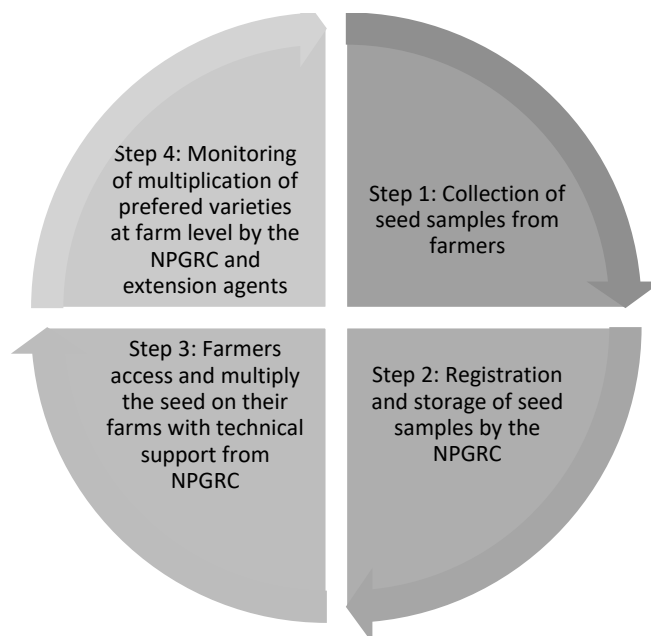 Step 4: Monitoring
of multiplication of
prefered varieties
at farm level by the
NPGRC and
extension agents
Step 1: Collection of
seed samples from
farmers
Step 3: Farmers
access and multiply
the seed on their
farms with technical
support from
NPGRC
Step 2: Registration
and storage of seed
samples by the
NPGRC